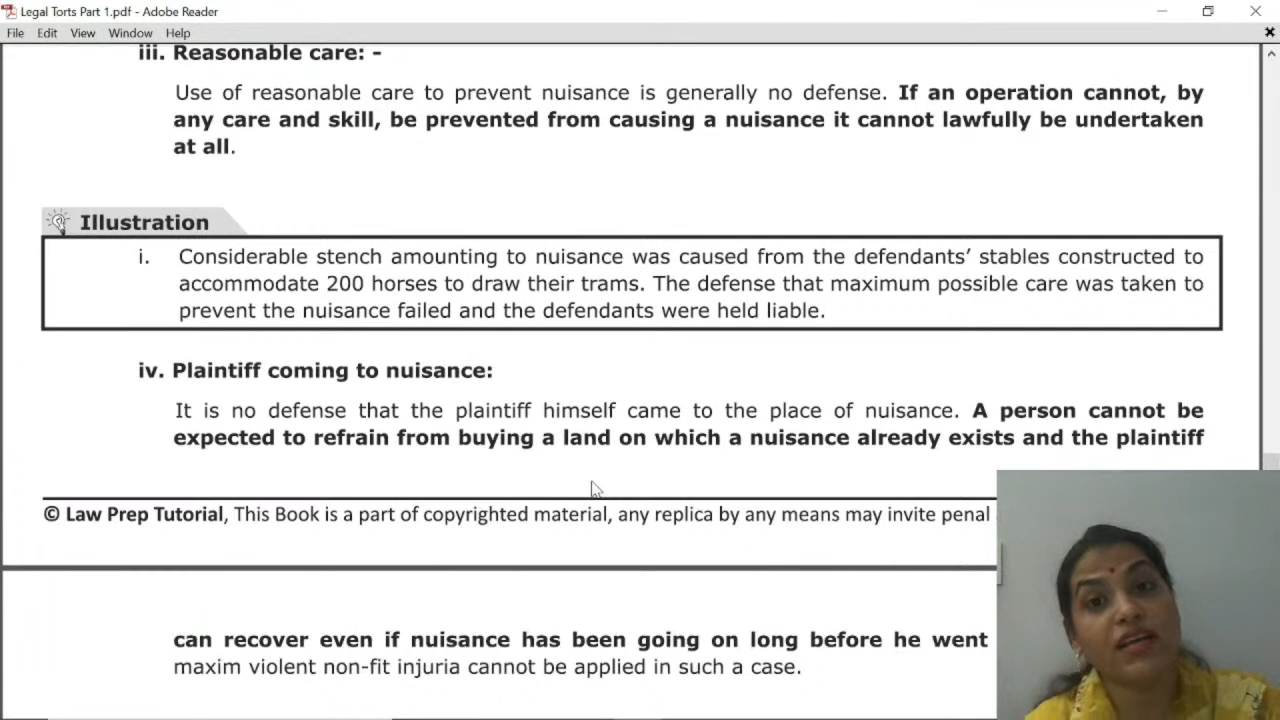 Legal Torts Part 1.pdf - Adobe Reader
File Edit View Window Help
iii. Reasonable care: -
Use of reasonable care to prevent nuisance is generally no defense. If an operation cannot, by
any care and skill, be prevented from causing a nuisance it cannot lawfully be undertaken
at all.
Illustration
i. Considerable stench amounting to nuisance was caused from the defendants’ stables constructed to
accommodate 200 horses to draw their trams. The defense that maximum possible care was taken to
prevent the nuisance failed and the defendants were held liable.
iv. Plaintiff coming to nuisance:
It is no defense that the plaintiff himself came to the place of nuisance. A person cannot be
expected to refrain from buying a land on which a nuisance already exists and the plaintiff
© Law Prep Tutorial, This Book is a part of copyrighted material, any replica by any means may invite penal
can recover even if nuisance has been going on long before he went
maxim violent non-fit injuria cannot be applied in such a case.